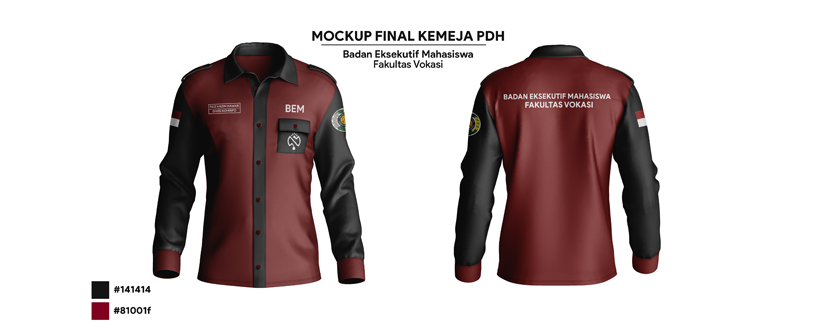 MOCKUP FINAL KEMEJA PDH
Badan Eksekutif Mahasiswa
Fakultas Vokasi
BEM
BADAN EKSEKUTIF MAHASISWA
FAKULTAS VOKASI
#141414
#81001f